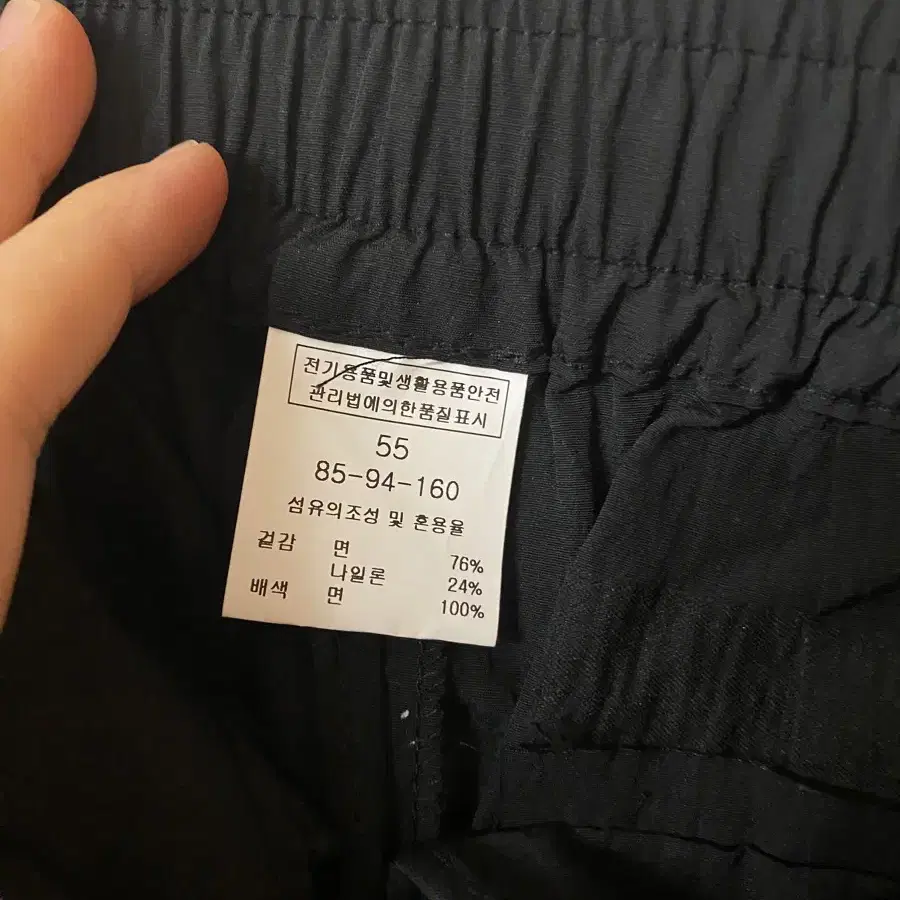 전기용품및생활용품안전
관리법에의한품질표시
55
85-94-160
섬유의조성 및 혼용율
겉감 면 76%
나일론 24%
배색 면 100%